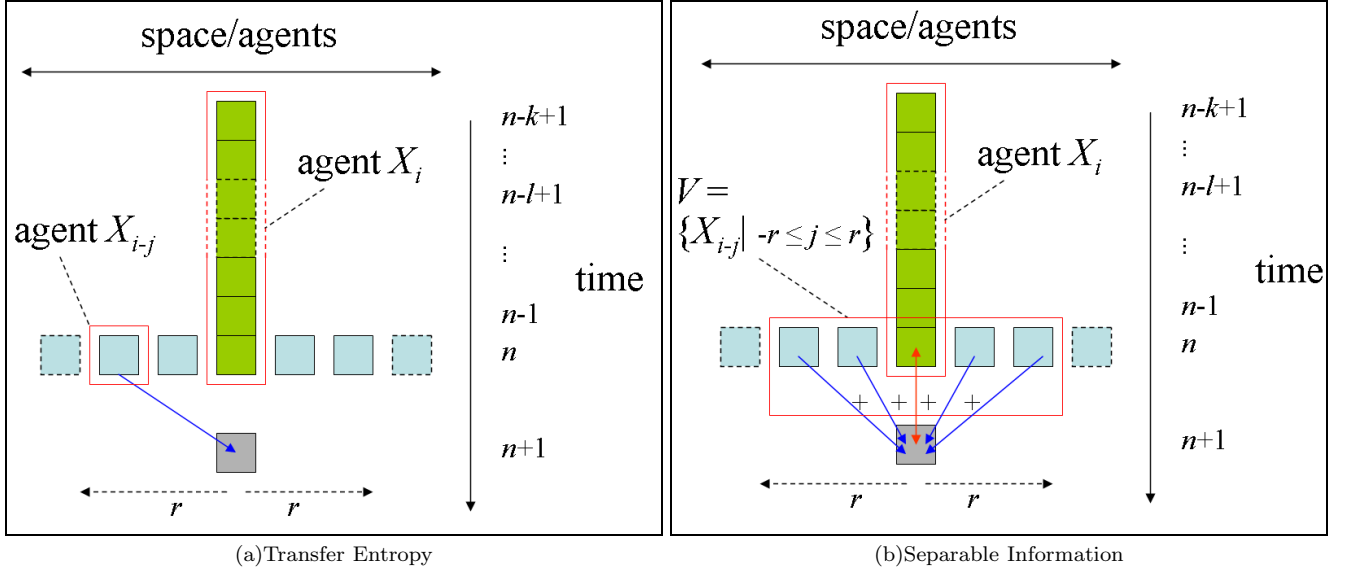 space/agents
n-k+1
⋮
agent X_i
n-l+1
agent X_{i-j}
⋮
time
n-1
n
n+1
r r
(a)Transfer Entropy
space/agents
n-k+1
⋮
agent X_i
V =
n-l+1
{X_{i-j}| -r ≤ j ≤ r}
⋮
time
n-1
n
+ + + +
n+1
r r
(b)Separable Information